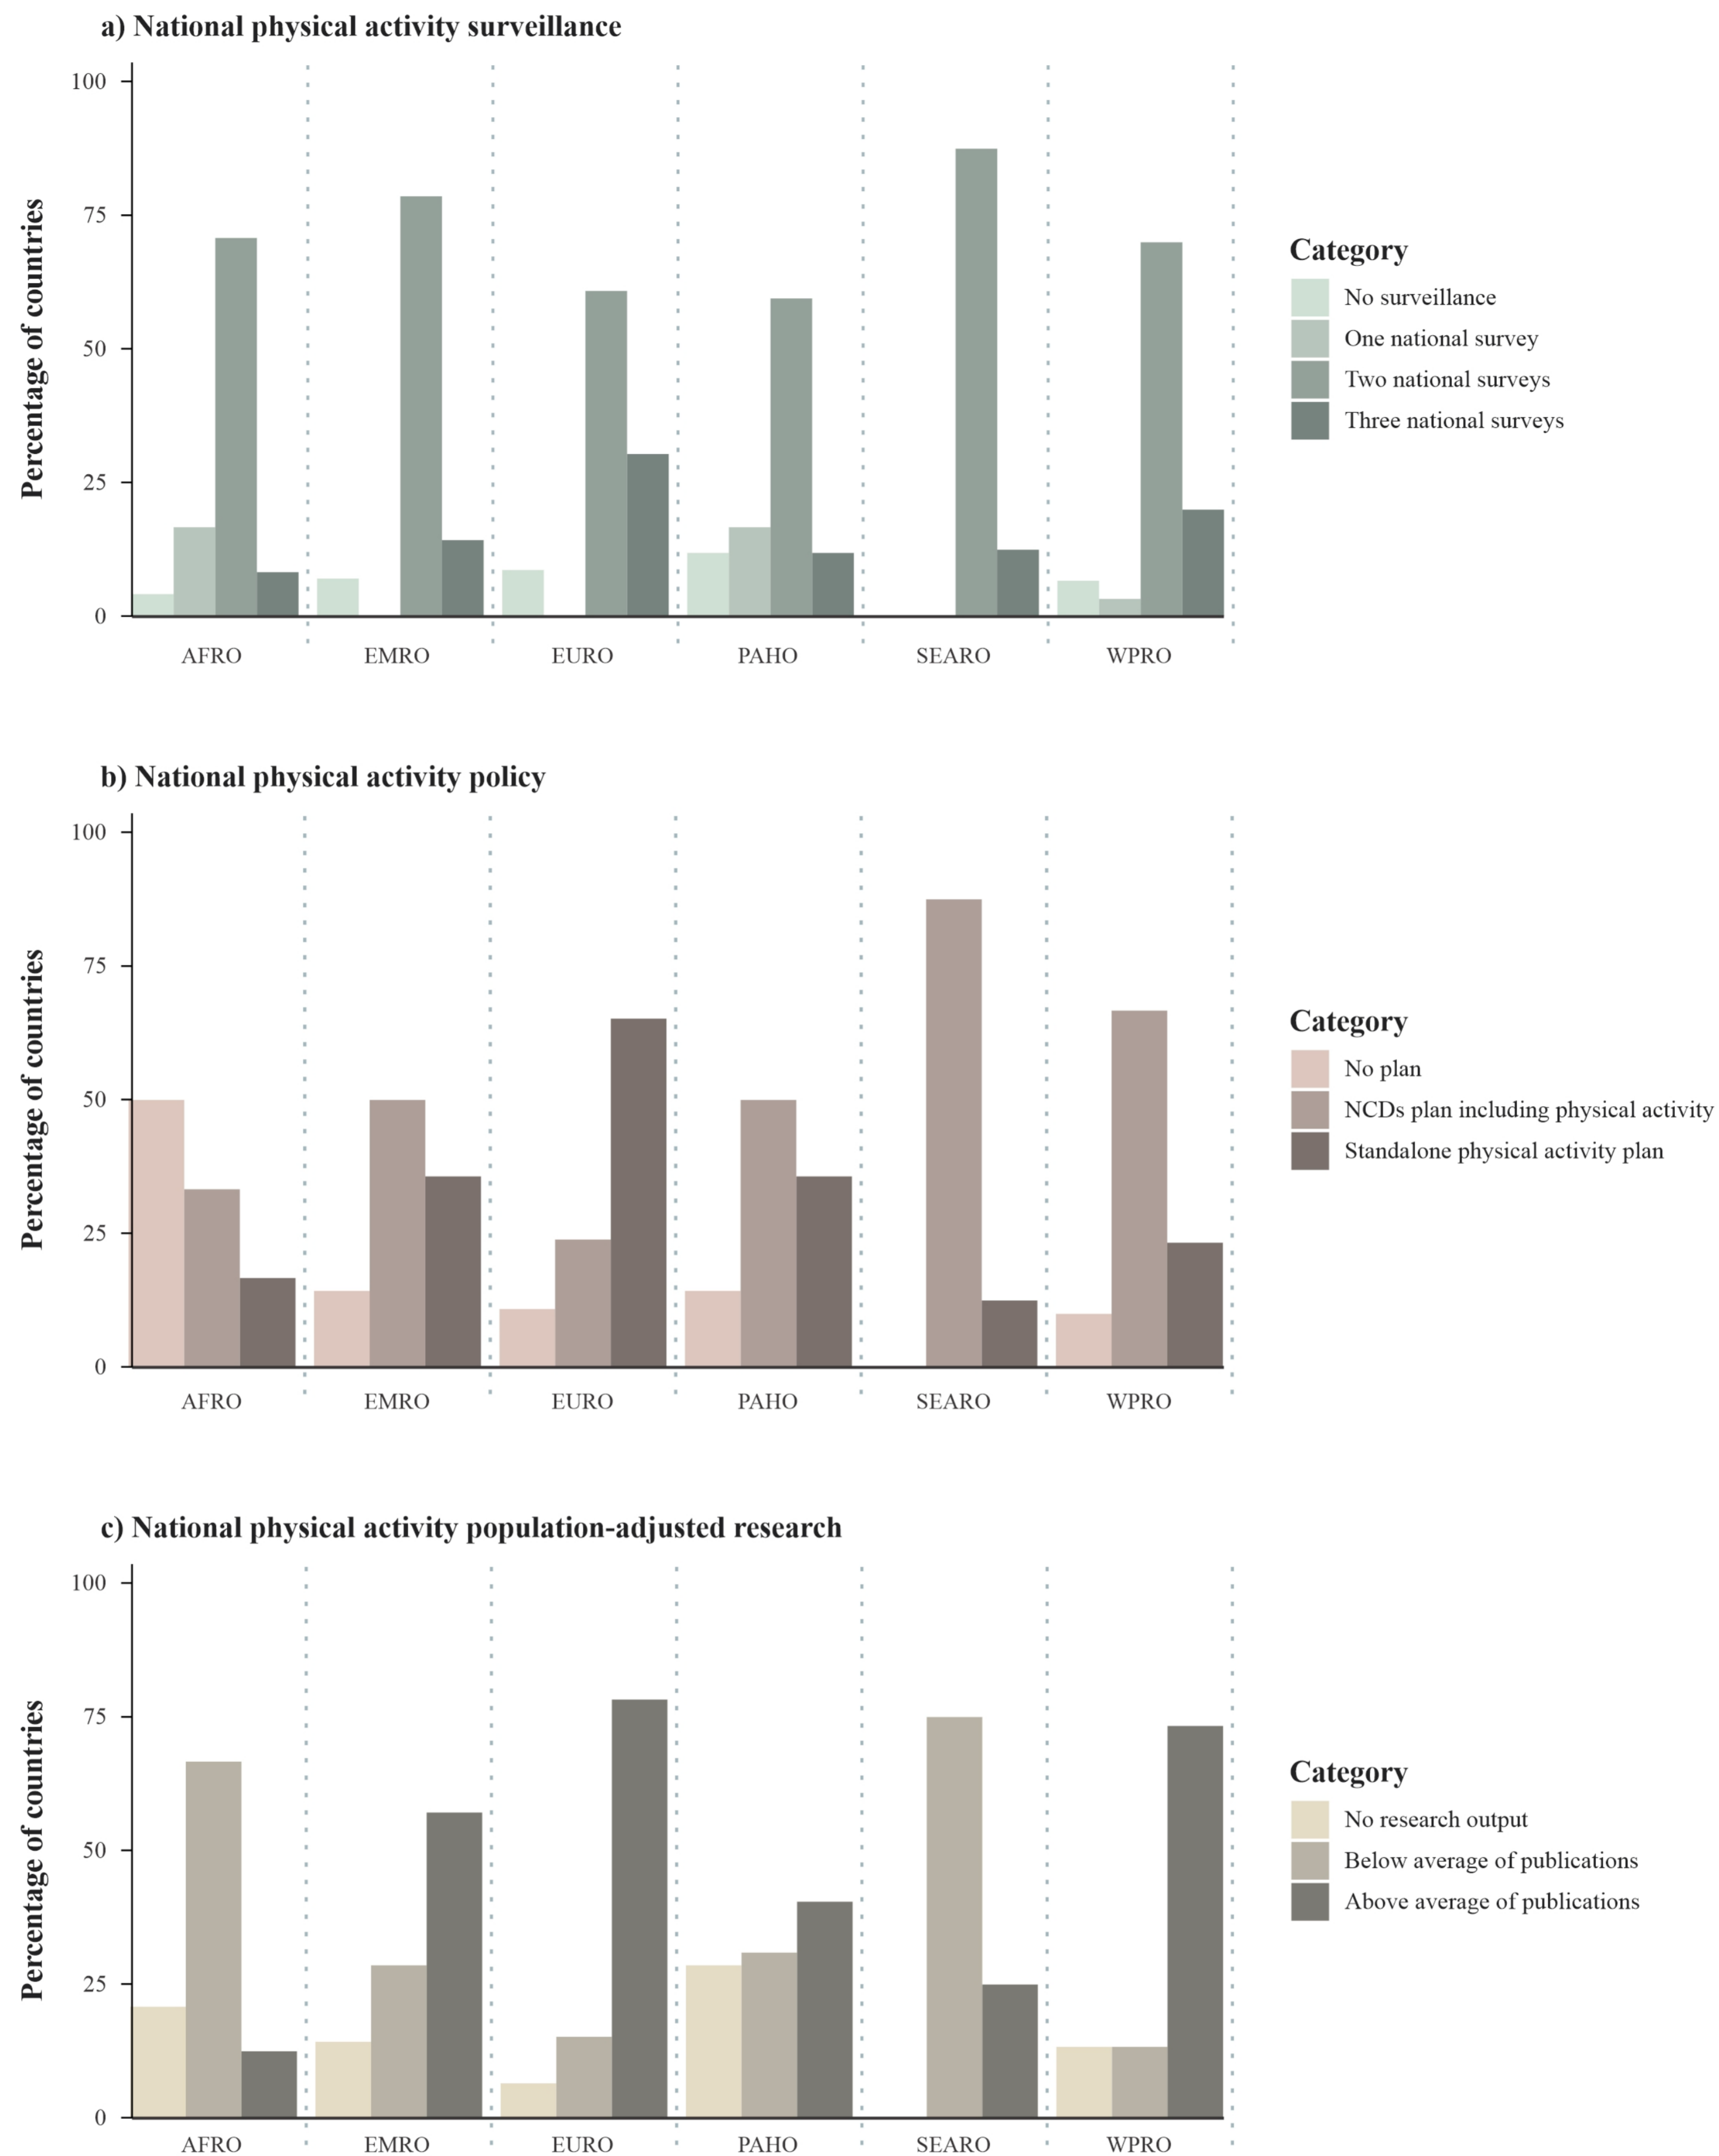 a) National physical activity surveillance
Percentage of countries
100
75
50
25
0
AFRO EMRO EURO PAHO SEARO WPRO
Category
No surveillance
One national survey
Two national surveys
Three national surveys
b) National physical activity policy
Percentage of countries
100
75
50
25
0
AFRO EMRO EURO PAHO SEARO WPRO
Category
No plan
NCDs plan including physical activity
Standalone physical activity plan
c) National physical activity population-adjusted research
Percentage of countries
100
75
50
25
0
AFRO EMRO EURO PAHO SEARO WPRO
Category
No research output
Below average of publications
Above average of publications